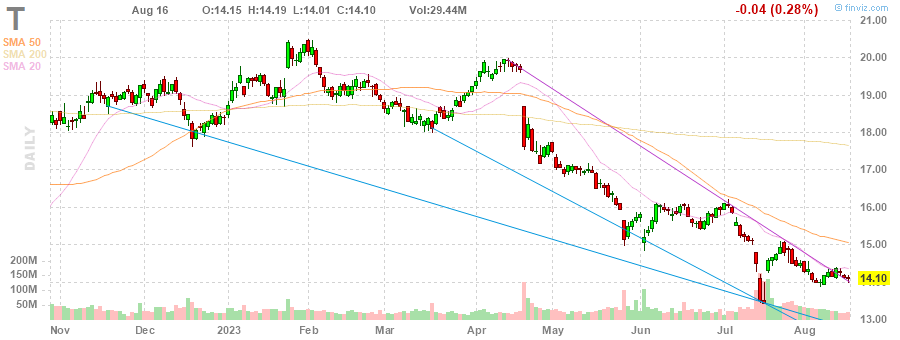 T Aug 16 O:14.15 H:14.19 L:14.01 C:14.10 Vol:29.44M -0.04 (0.28%) © finviz.com
21.00
SMA 50
SMA 200
SMA 20
20.00
19.00
18.00
DAILY
17.00
16.00
15.00
200M
150M
14.10
100M
50M
13.00
Nov Dec 2023 Feb Mar Apr May Jun Jul Aug